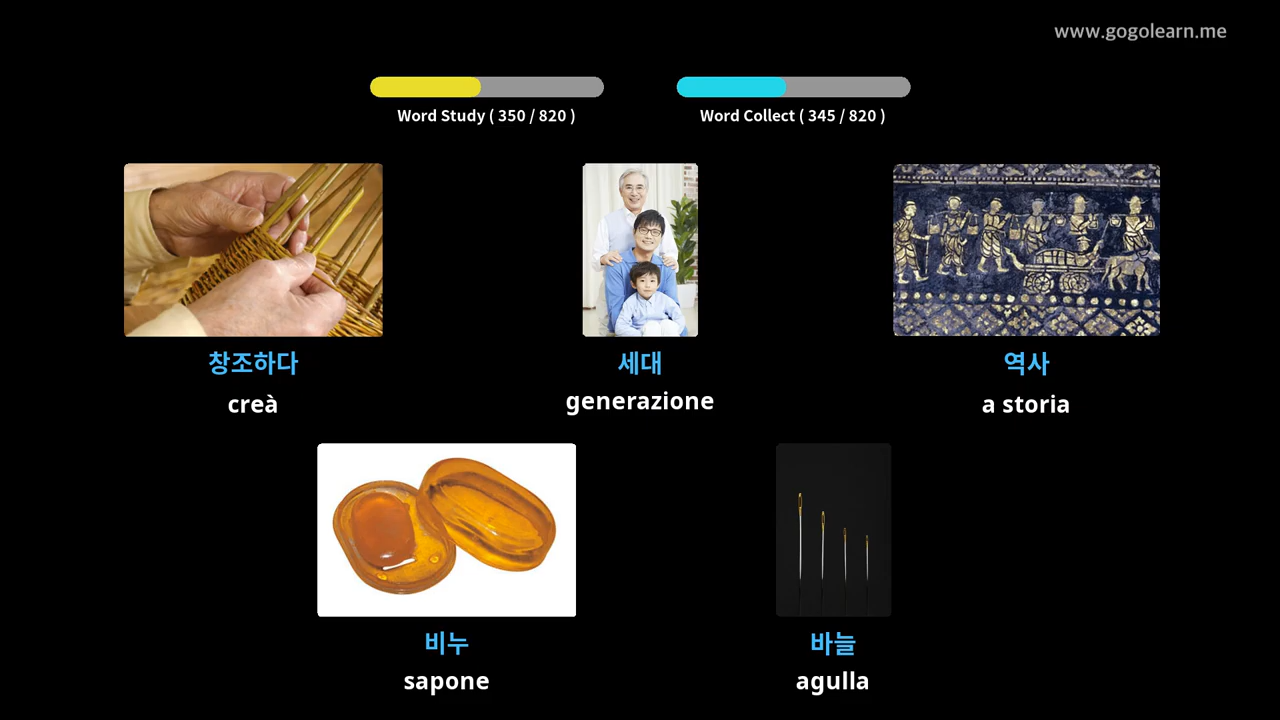 www.gogolearn.me
Word Study ( 350 / 820 )
Word Collect ( 345 / 820 )
창조하다
creà
세대
generazione
역사
a storia
비누
sapone
바늘
agulla